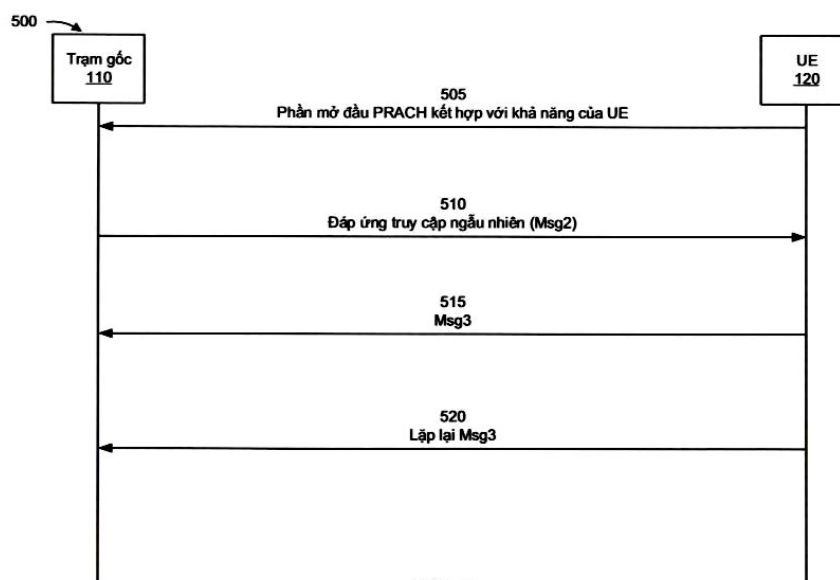 500
Trạm gốc
110
UE
120
505
Phần mở đầu PRACH kết hợp với khả năng của UE
510
Đáp ứng truy cập ngẫu nhiên (Msg2)
515
Msg3
520
Lặp lại Msg3